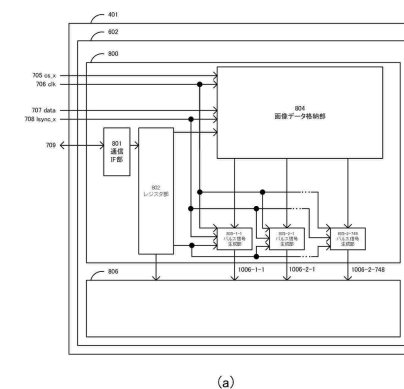 401
602
800
705 cs_x
706 clk
707 data
708 lsync_x
709
801
通信
IF部
802
レジスタ部
804
画像データ格納部
805-1-1
パルス信号
生成部
805-2-1
パルス信号
生成部
805-2-748
パルス信号
生成部
1006-1-1
1006-2-1
1006-2-748
806
(a)